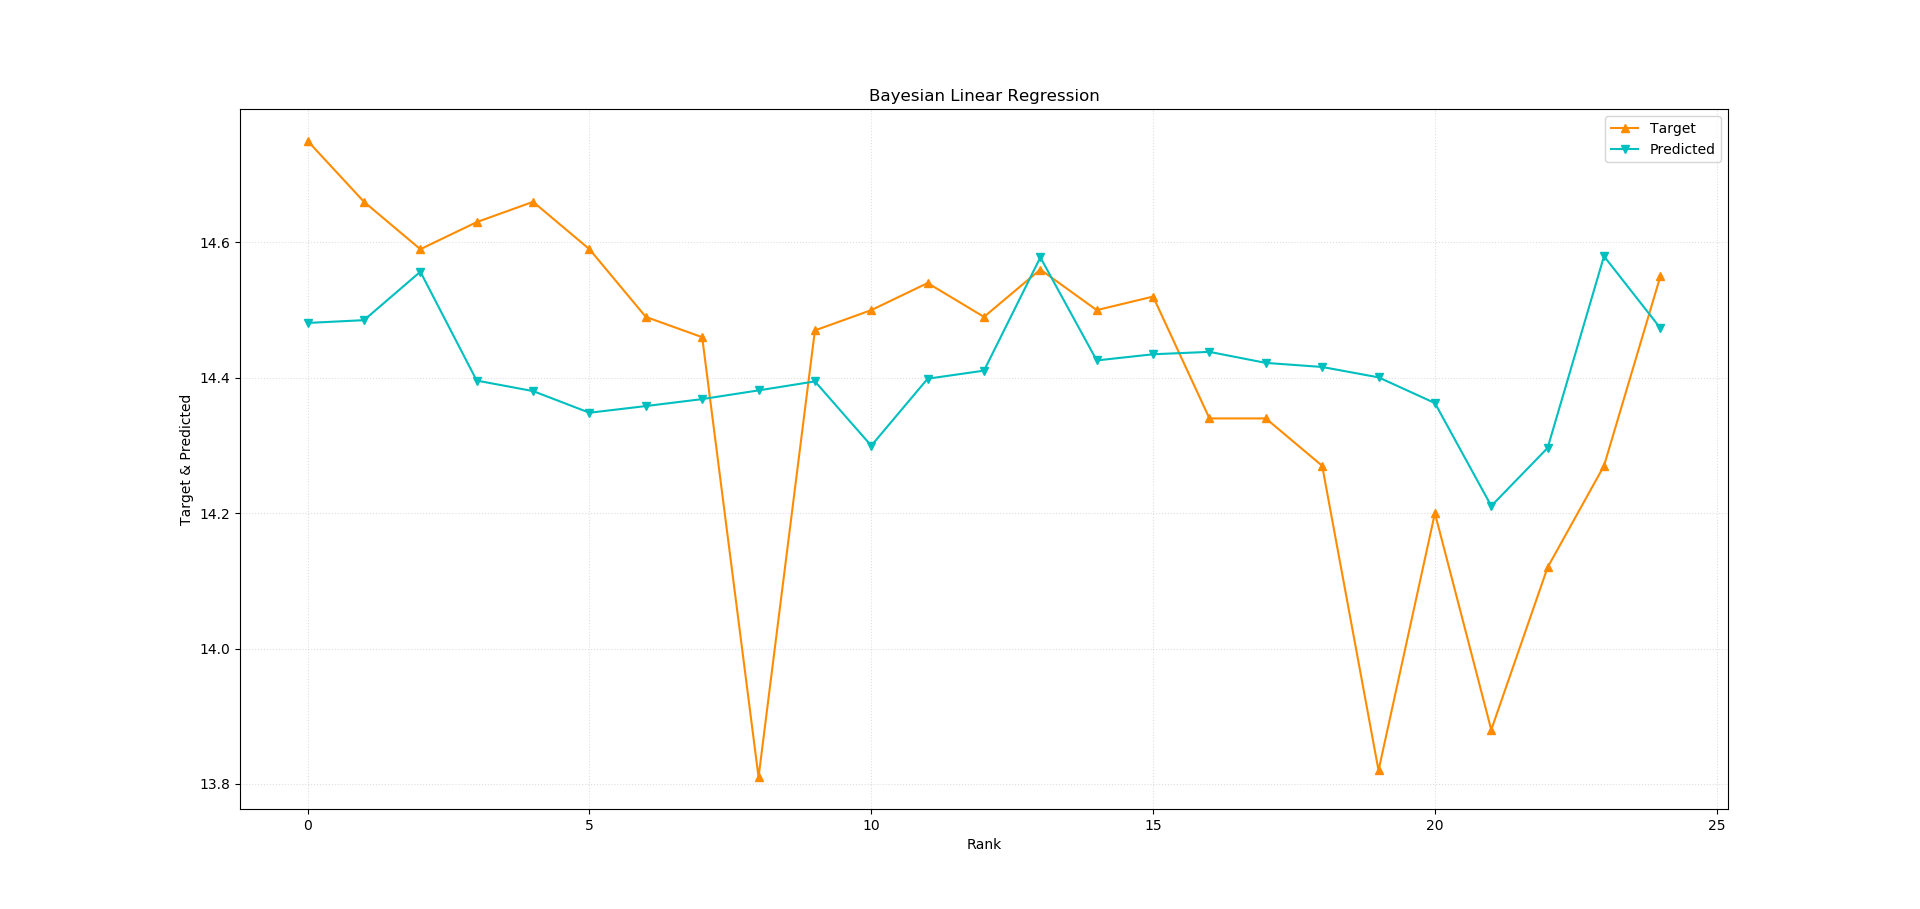 Bayesian Linear Regression
Target
Predicted
Target & Predicted
14.6
14.4
14.2
14.0
13.8
0 5 10 15 20 25
Rank